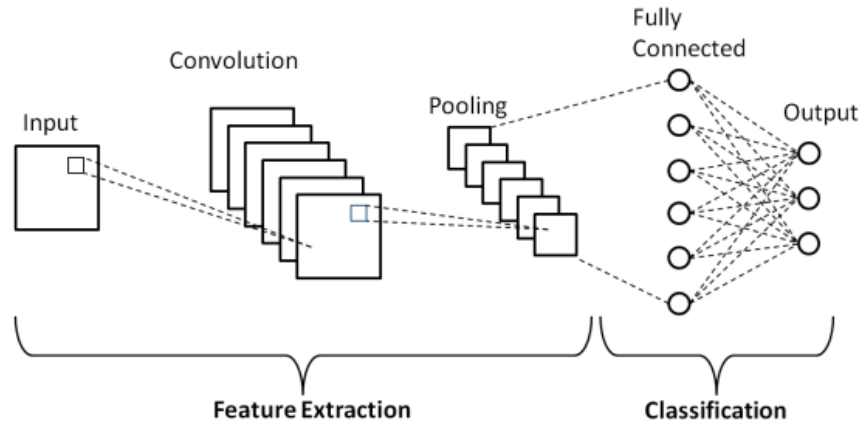 Input
Convolution
Pooling
Fully
Connected
Output
Feature Extraction
Classification